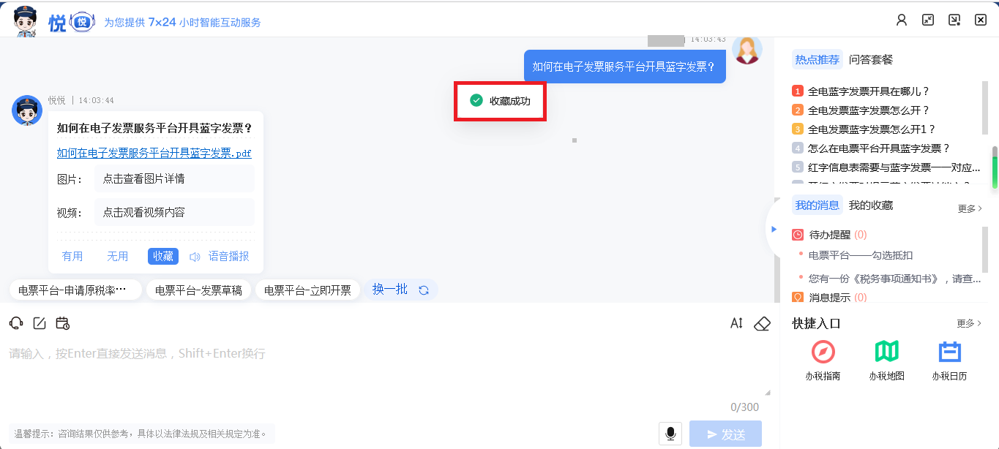 悦 悦 为您提供 7×24 小时智能互动服务
14:03:43
如何在电子发票服务平台开具蓝字发票？
收藏成功
悦悦 | 14:03:44
如何在电子发票服务平台开具蓝字发票？
如何在电子发票服务平台开具蓝字发票.pdf
图片： 点击查看图片详情
视频： 点击观看视频内容
有用 无用 收藏 语音播报
电票平台-申请原税率… 电票平台-发票草稿 电票平台-立即开票 换一批
请输入，按Enter直接发送消息，Shift+Enter换行
0/300
温馨提示：咨询结果仅供参考，具体以法律法规及相关规定为准。
发送
热点推荐 问答套餐
1 全电蓝字发票开具在哪儿？
2 全电发票蓝字发票怎么开？
3 全电发票蓝字发票怎么开1？
4 怎么在电票平台开具蓝字发票？
5 红字信息表需要与蓝字发票一一对应...
我的消息 我的收藏 更多
待办提醒 (0)
电票平台——勾选抵扣
您有一份《税务事项通知书》，请查...
消息提示 (0)
快捷入口 更多
办税指南 办税地图 办税日历